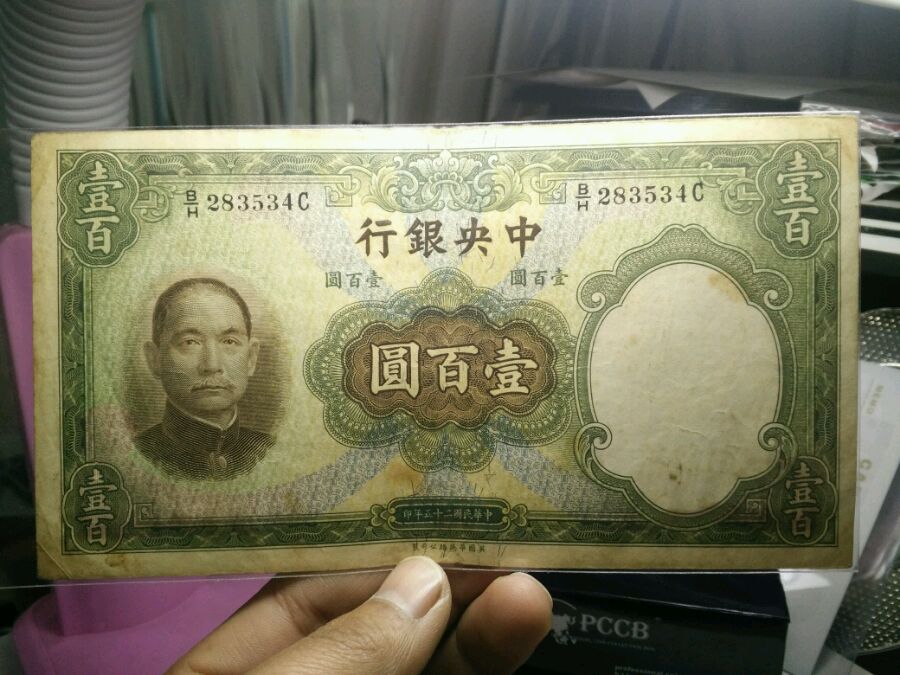 壹百
壹百
B/H 283534C
B/H 283534C
中央銀行
壹百圓
壹百圓
壹百圓
壹百
壹百
中華民國二十五年印
PCCB